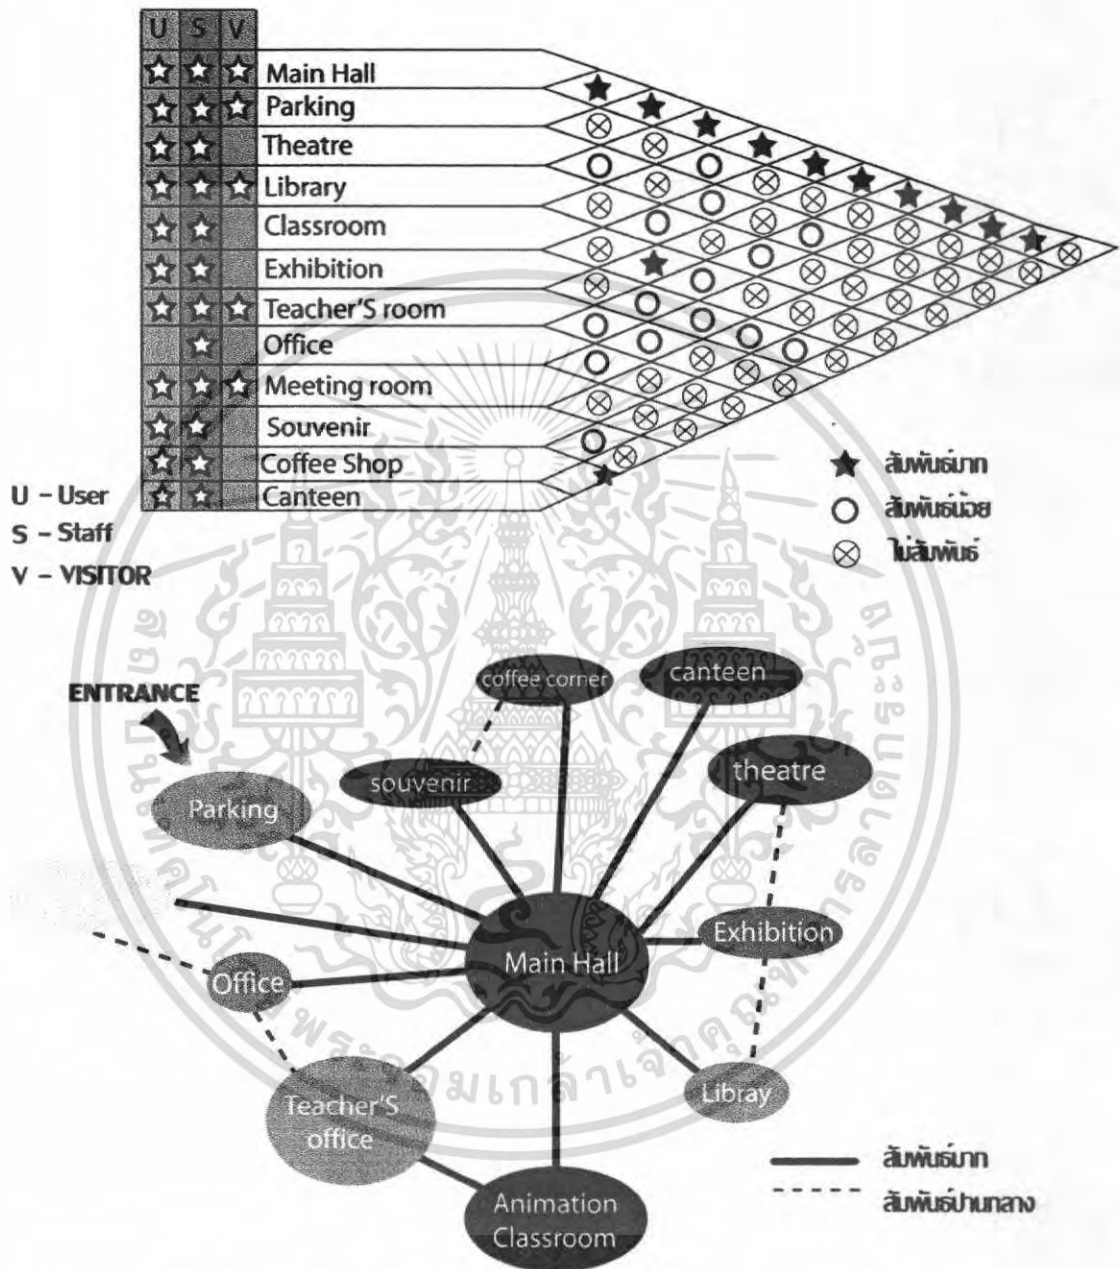 U S V
Main Hall
Parking
Theatre
Library
Classroom
Exhibition
Teacher'S room
Office
Meeting room
Souvenir
Coffee Shop
Canteen
U – User
S – Staff
V – VISITOR
สัมพันธ์มาก
สัมพันธ์น้อย
ไม่สัมพันธ์
ENTRANCE
coffee corner
canteen
souvenir
theatre
Parking
Exhibition
Main Hall
Office
Teacher'S
office
Libray
Animation
Classroom
สัมพันธ์มาก
สัมพันธ์ปานกลาง